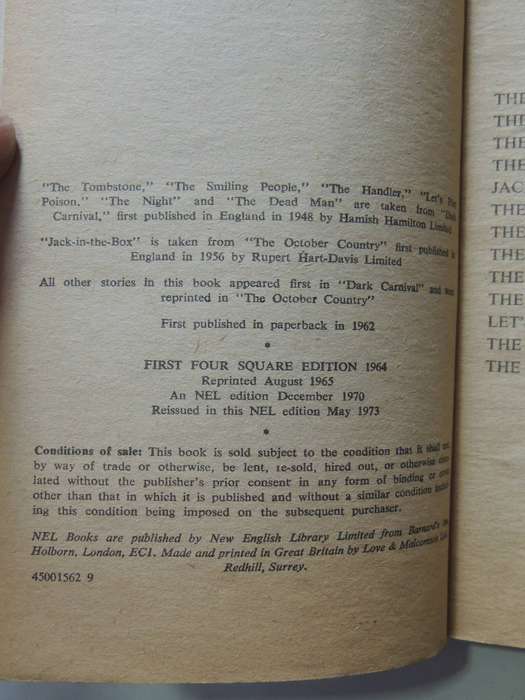 "The Tombstone," "The Smiling People," "The Handler," "Let's Play
Poison," "The Night" and "The Dead Man" are taken from "Dark
Carnival," first published in England in 1948 by Hamish Hamilton Limited
"Jack-in-the-Box" is taken from "The October Country" first published in
England in 1956 by Rupert Hart-Davis Limited
All other stories in this book appeared first in "Dark Carnival" and were
reprinted in "The October Country"
First published in paperback in 1962
*
FIRST FOUR SQUARE EDITION 1964
Reprinted August 1965
An NEL edition December 1970
Reissued in this NEL edition May 1973
*
Conditions of sale: This book is sold subject to the condition that it shall not
by way of trade or otherwise, be lent, re-sold, hired out, or otherwise
lated without the publisher's prior consent in any form of binding or
other than that in which it is published and without a similar condition
ing this condition being imposed on the subsequent purchaser.
NEL Books are published by New English Library Limited from Barnard's
Holborn, London, EC1. Made and printed in Great Britain by Love & Malcomson
Redhill, Surrey.
45001562 9
THE
THE
THE
THE
JAC
THE
THE
THE
THE
THE
LET'
THE
THE